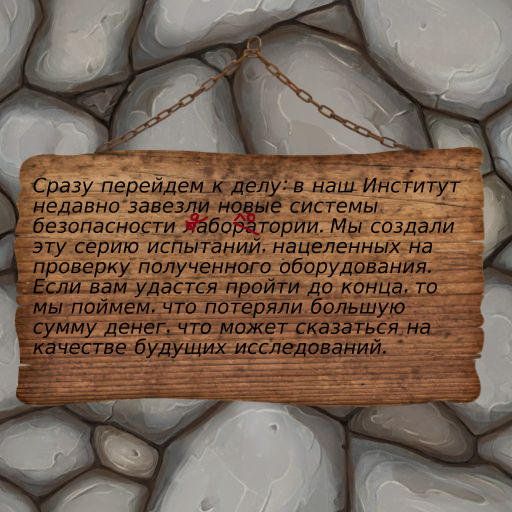 Сразу перейдем к делу: в наш Институт
недавно завезли новые системы
безопасности лаборатории. Мы создали
эту серию испытаний, нацеленных на
проверку полученного оборудования.
Если вам удастся пройти до конца, то
мы поймем, что потеряли большую
сумму денег, что может сказаться на
качестве будущих исследований.